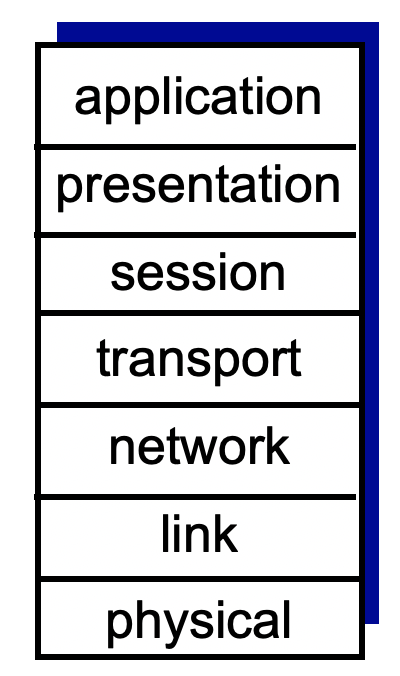 application
presentation
session
transport
network
link
physical